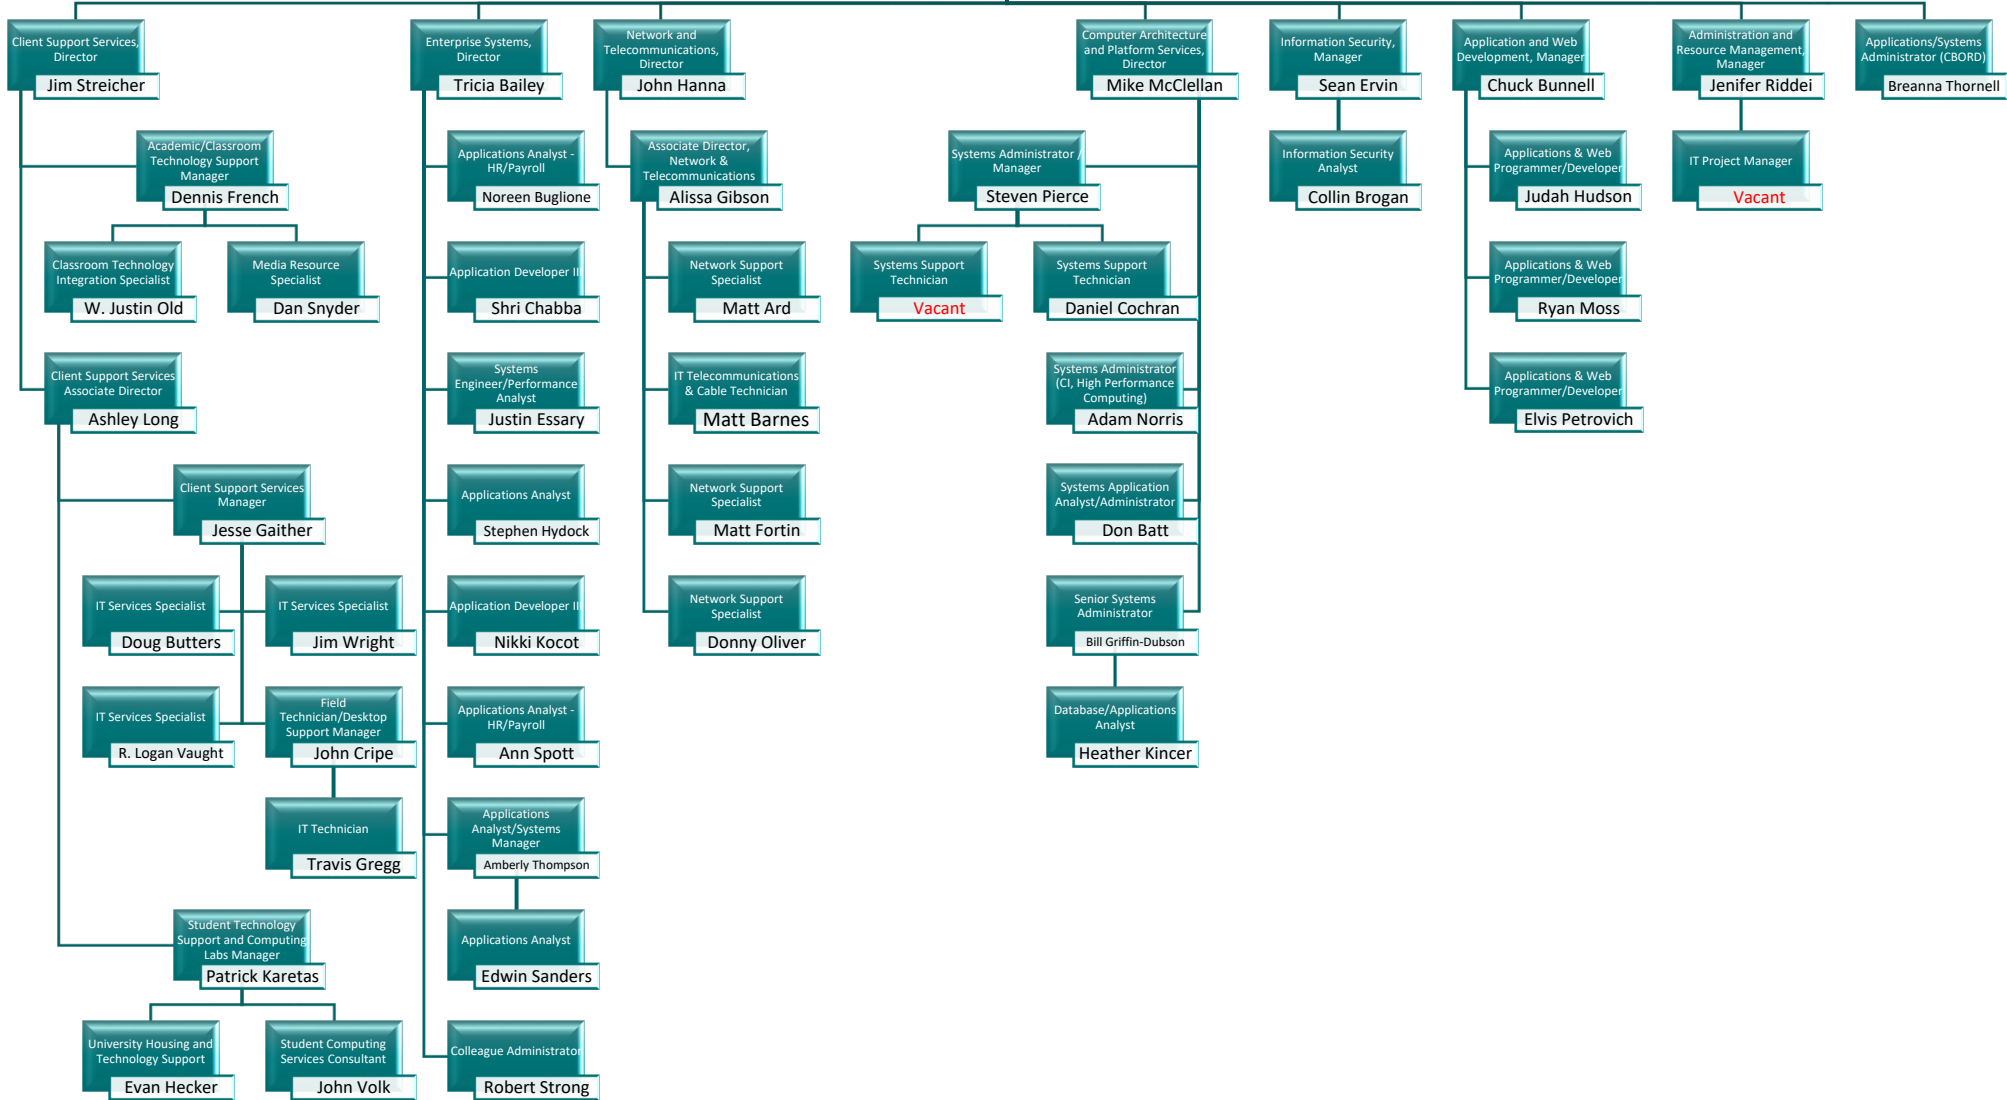 Client Support Services,
Director
Jim Streicher
Enterprise Systems,
Director
Tricia Bailey
Network and
Telecommunications,
Director
John Hanna
Computer Architecture
and Platform Services,
Director
Mike McClellan
Information Security,
Manager
Sean Ervin
Application and Web
Development, Manager
Chuck Bunnell
Administration and
Resource Management,
Manager
Jenifer Riddei
Applications/Systems
Administrator (CBORD)
Breanna Thornell
Academic/Classroom
Technology Support
Manager
Dennis French
Applications Analyst -
HR/Payroll
Noreen Buglione
Associate Director,
Network &
Telecommunications
Alissa Gibson
Systems Administrator /
Manager
Steven Pierce
Information Security
Analyst
Collin Brogan
Applications & Web
Programmer/Developer
Judah Hudson
IT Project Manager
Vacant
Classroom Technology
Integration Specialist
W. Justin Old
Media Resource
Specialist
Dan Snyder
Application Developer III
Shri Chabba
Network Support
Specialist
Matt Ard
Systems Support
Technician
Vacant
Systems Support
Technician
Daniel Cochran
Applications & Web
Programmer/Developer
Ryan Moss
Client Support Services
Associate Director
Ashley Long
Systems
Engineer/Performance
Analyst
Justin Essary
IT Telecommunications
& Cable Technician
Matt Barnes
Systems Administrator
(CI, High Performance
Computing)
Adam Norris
Applications & Web
Programmer/Developer
Elvis Petrovich
Client Support Services
Manager
Jesse Gaither
Applications Analyst
Stephen Hydock
Network Support
Specialist
Matt Fortin
Systems Application
Analyst/Administrator
Don Batt
IT Services Specialist
Doug Butters
IT Services Specialist
Jim Wright
Application Developer III
Nikki Kocot
Network Support
Specialist
Donny Oliver
Senior Systems
Administrator
Bill Griffin-Dubson
IT Services Specialist
R. Logan Vaught
Field
Technician/Desktop
Support Manager
John Cripe
Applications Analyst -
HR/Payroll
Ann Spott
Database/Applications
Analyst
Heather Kincer
IT Technician
Travis Gregg
Applications
Analyst/Systems
Manager
Amberly Thompson
Student Technology
Support and Computing
Labs Manager
Patrick Karetas
Applications Analyst
Edwin Sanders
University Housing and
Technology Support
Evan Hecker
Student Computing
Services Consultant
John Volk
Colleague Administrator
Robert Strong